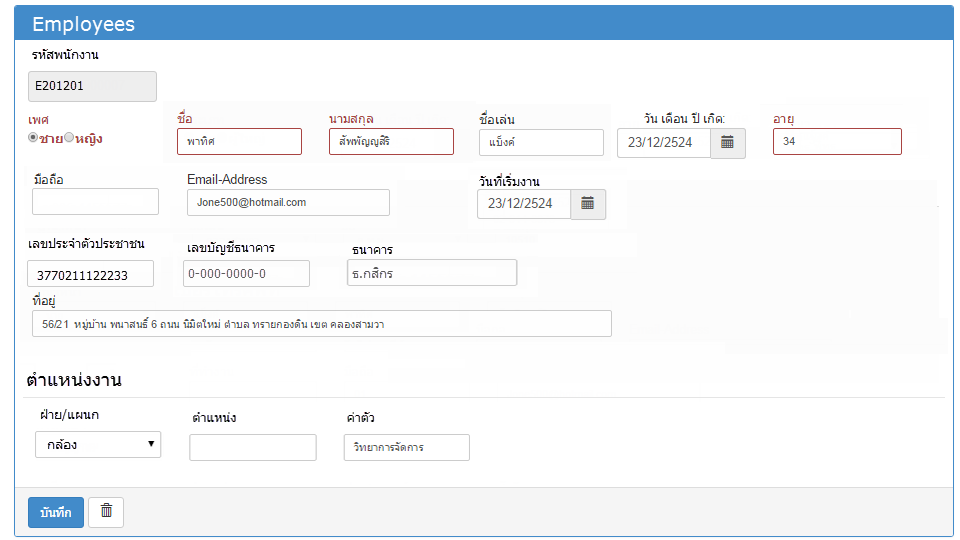 Employees
รหัสพนักงาน
E201201
เพศ ชื่อ นามสกุล ชื่อเล่น วัน เดือน ปี เกิด: อายุ
ชาย หญิง พาทิศ สัพพัญญสิริ แบ็งค์ 23/12/2524 34
มือถือ Email-Address วันที่เริ่มงาน
Jone500@hotmail.com 23/12/2524
เลขประจำตัวประชาชน เลขบัญชีธนาคาร ธนาคาร
3770211122233 0-000-0000-0 ธ.กสิกร
ที่อยู่
56/21 หมู่บ้าน พนาสนธิ์ 6 ถนน นิมิตใหม่ ตำบล ทรายกองดิน เขต คลองสามวา
ตำแหน่งงาน
ฝ่าย/แผนก ตำแหน่ง ค่าตัว
กล้อง วิทยาการจัดการ
บันทึก